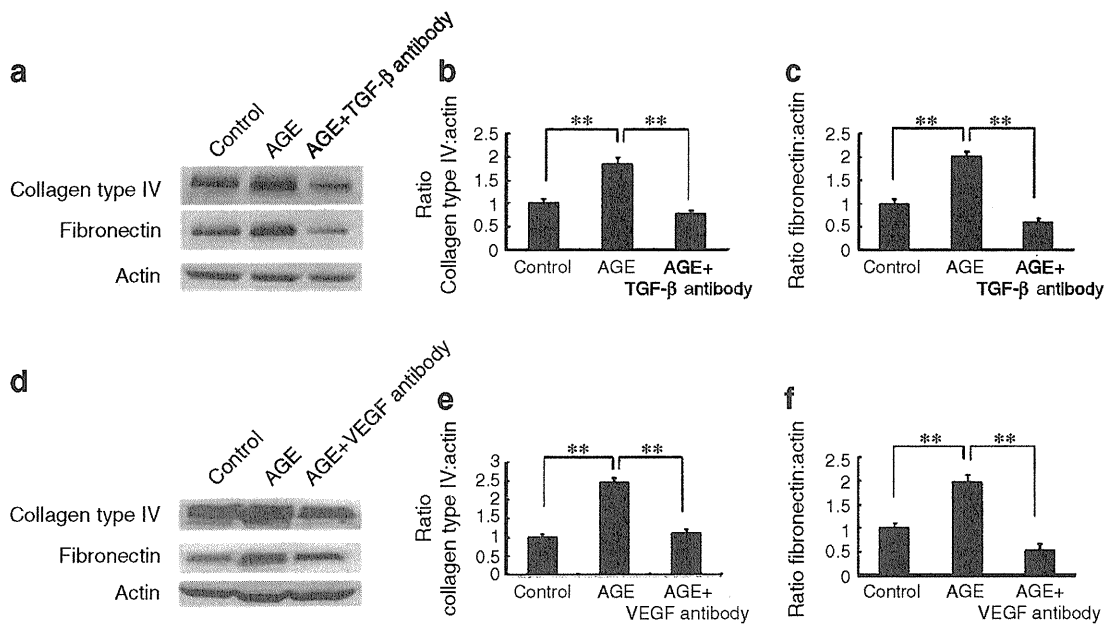 a
Control
AGE
AGE+TGF-β antibody
Collagen type IV
Fibronectin
Actin
b
Ratio
Collagen type IV:actin
2.5
2
1.5
1
0.5
0
**
**
Control
AGE
AGE+
TGF-β antibody
c
Ratio fibronectin:actin
2.5
2
1.5
1
0.5
0
**
**
Control
AGE
AGE+
TGF-β antibody
d
Control
AGE
AGE+VEGF antibody
Collagen type IV
Fibronectin
Actin
e
Ratio
collagen type IV:actin
3
2.5
2
1.5
1
0.5
0
**
**
Control
AGE
AGE+
VEGF antibody
f
Ratio fibronectin:actin
2.5
2
1.5
1
0.5
0
**
**
Control
AGE
AGE+
VEGF antibody